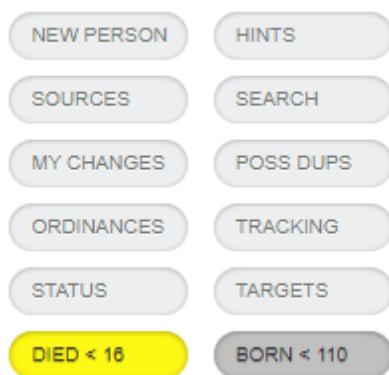 NEW PERSON HINTS
SOURCES SEARCH
MY CHANGES POSS DUPS
ORDINANCES TRACKING
STATUS TARGETS
DIED < 16 BORN < 110